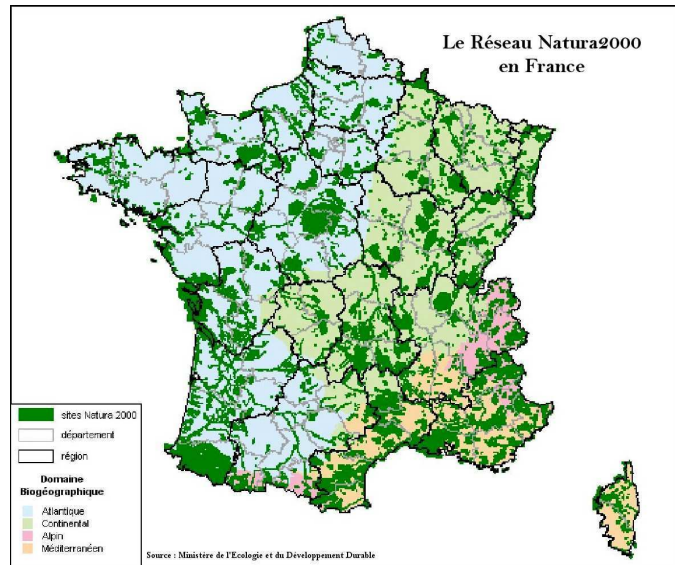 Le Réseau Natura2000
en France
sites Natura 2000
département
région
Domaine
Biogéographique
Atlantique
Continental
Alpin
Méditerranéen
Source : Ministère de l'Ecologie et du Développement Durable